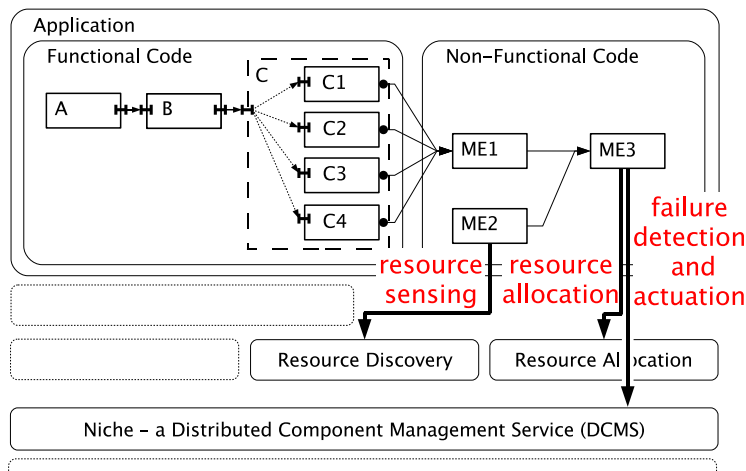 Application
Functional Code
Non-Functional Code
C
C1
A
B
C2
ME1
ME3
C3
C4
ME2
failure
detection
and
actuation
resource
sensing
resource
allocation
Resource Discovery
Resource Allocation
Niche - a Distributed Component Management Service (DCMS)